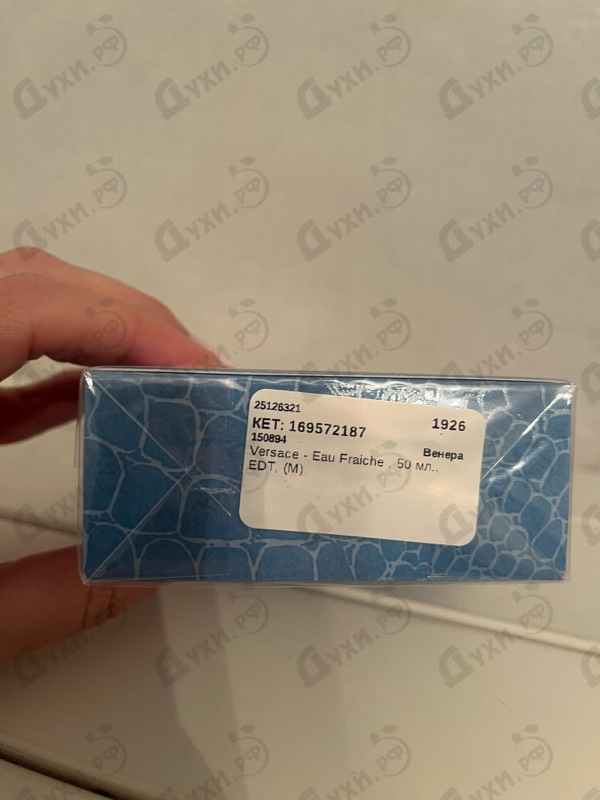 25126321
КЕТ: 169572187 1926
150894 Венера
Versace - Eau Fraiche , 50 мл..
EDT, (M)
Духи.рф